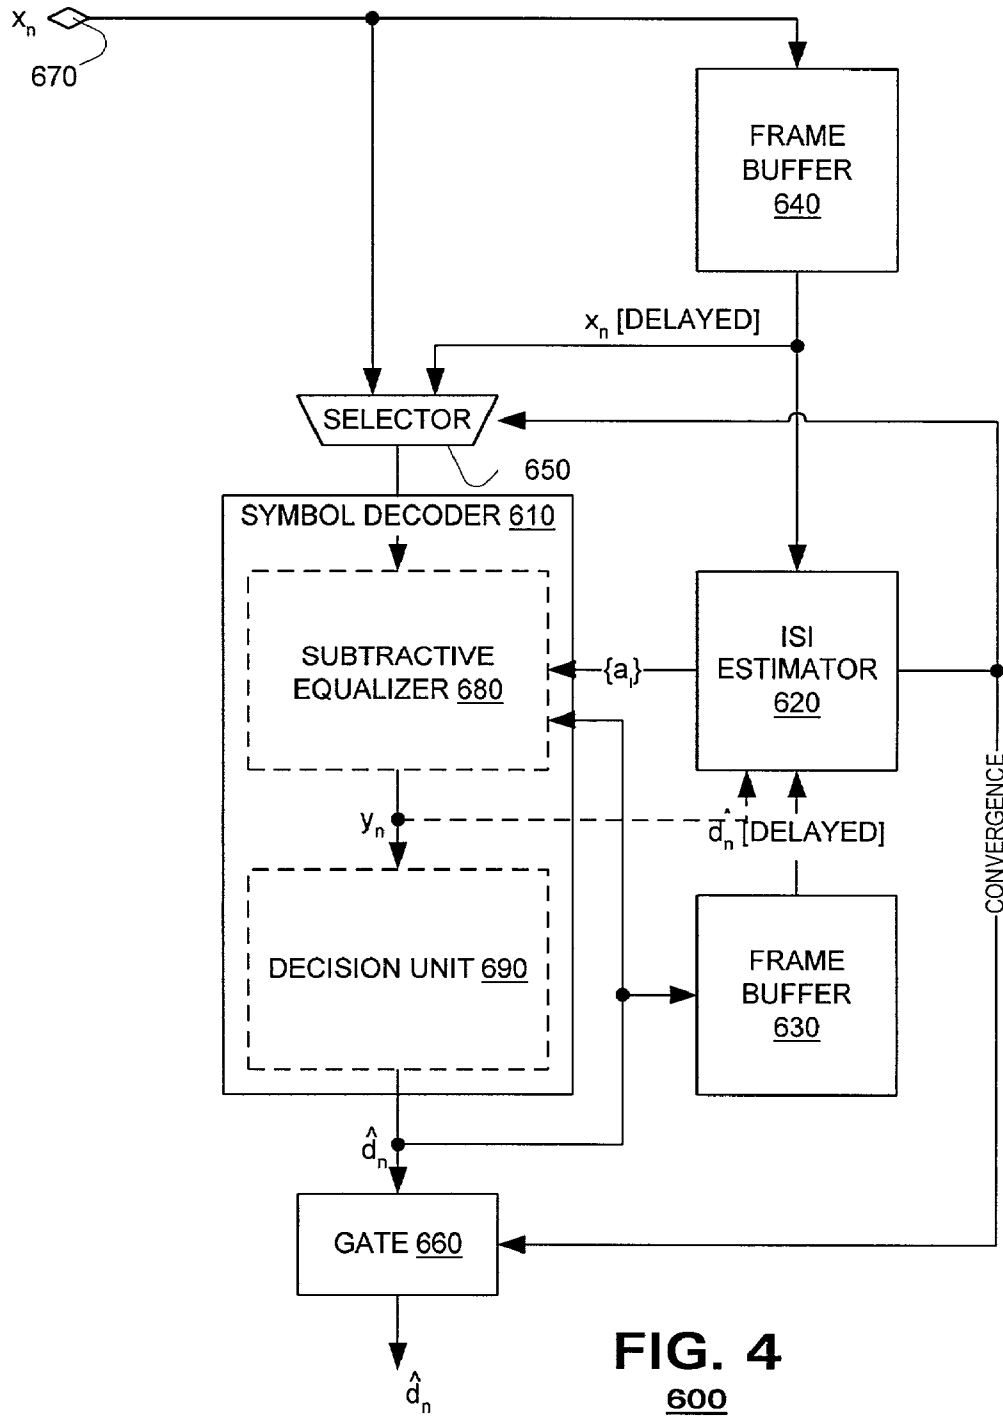 xn
670
FRAME
BUFFER
640
xn [DELAYED]
SELECTOR
650
SYMBOL DECODER 610
SUBTRACTIVE
EQUALIZER 680
{al}
ISI
ESTIMATOR
620
yn
d̂n [DELAYED]
CONVERGENCE
DECISION UNIT 690
FRAME
BUFFER
630
d̂n
GATE 660
d̂n
FIG. 4
600